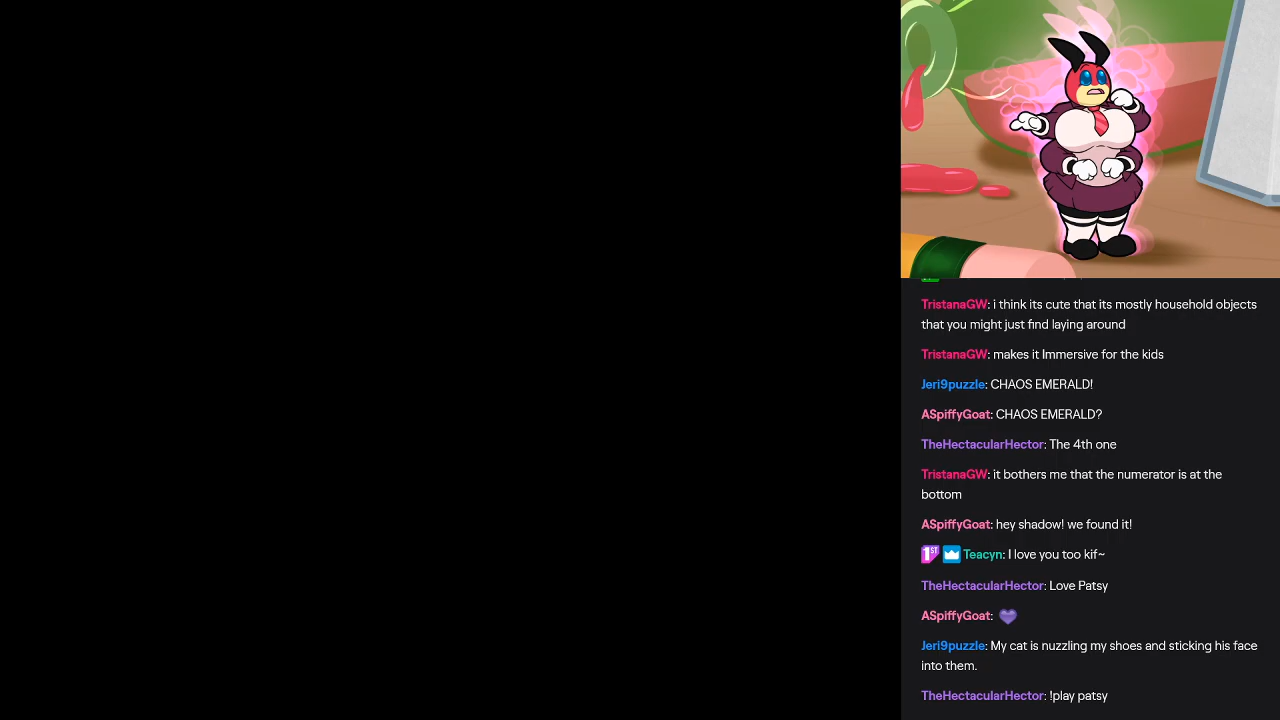 TristanaGW: i think its cute that its mostly household objects
that you might just find laying around
TristanaGW: makes it Immersive for the kids
Jeri9puzzle: CHAOS EMERALD!
ASpiffyGoat: CHAOS EMERALD?
TheHectacularHector: The 4th one
TristanaGW: it bothers me that the numerator is at the
bottom
ASpiffyGoat: hey shadow! we found it!
1ST Teacyn: I love you too kif~
TheHectacularHector: Love Patsy
ASpiffyGoat:
Jeri9puzzle: My cat is nuzzling my shoes and sticking his face
into them.
TheHectacularHector: !play patsy